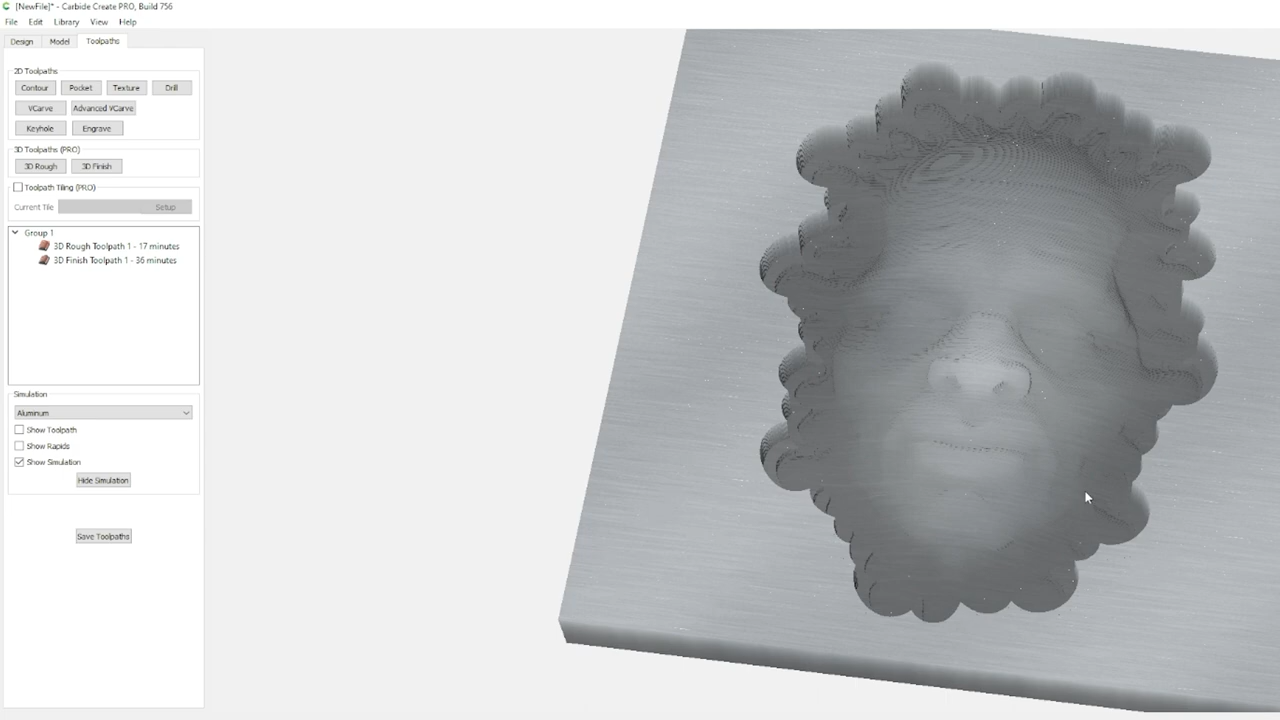 [NewFile]* - Carbide Create PRO, Build 756
File Edit Library View Help
Design Model Toolpaths
2D Toolpaths
Contour Pocket Texture Drill
VCarve Advanced VCarve
Keyhole Engrave
3D Toolpaths (PRO)
3D Rough 3D Finish
Toolpath Tiling (PRO)
Current Tile Setup
Group 1
3D Rough Toolpath 1 - 17 minutes
3D Finish Toolpath 1 - 36 minutes
Simulation
Aluminum
Show Toolpath
Show Rapids
Show Simulation
Hide Simulation
Save Toolpaths